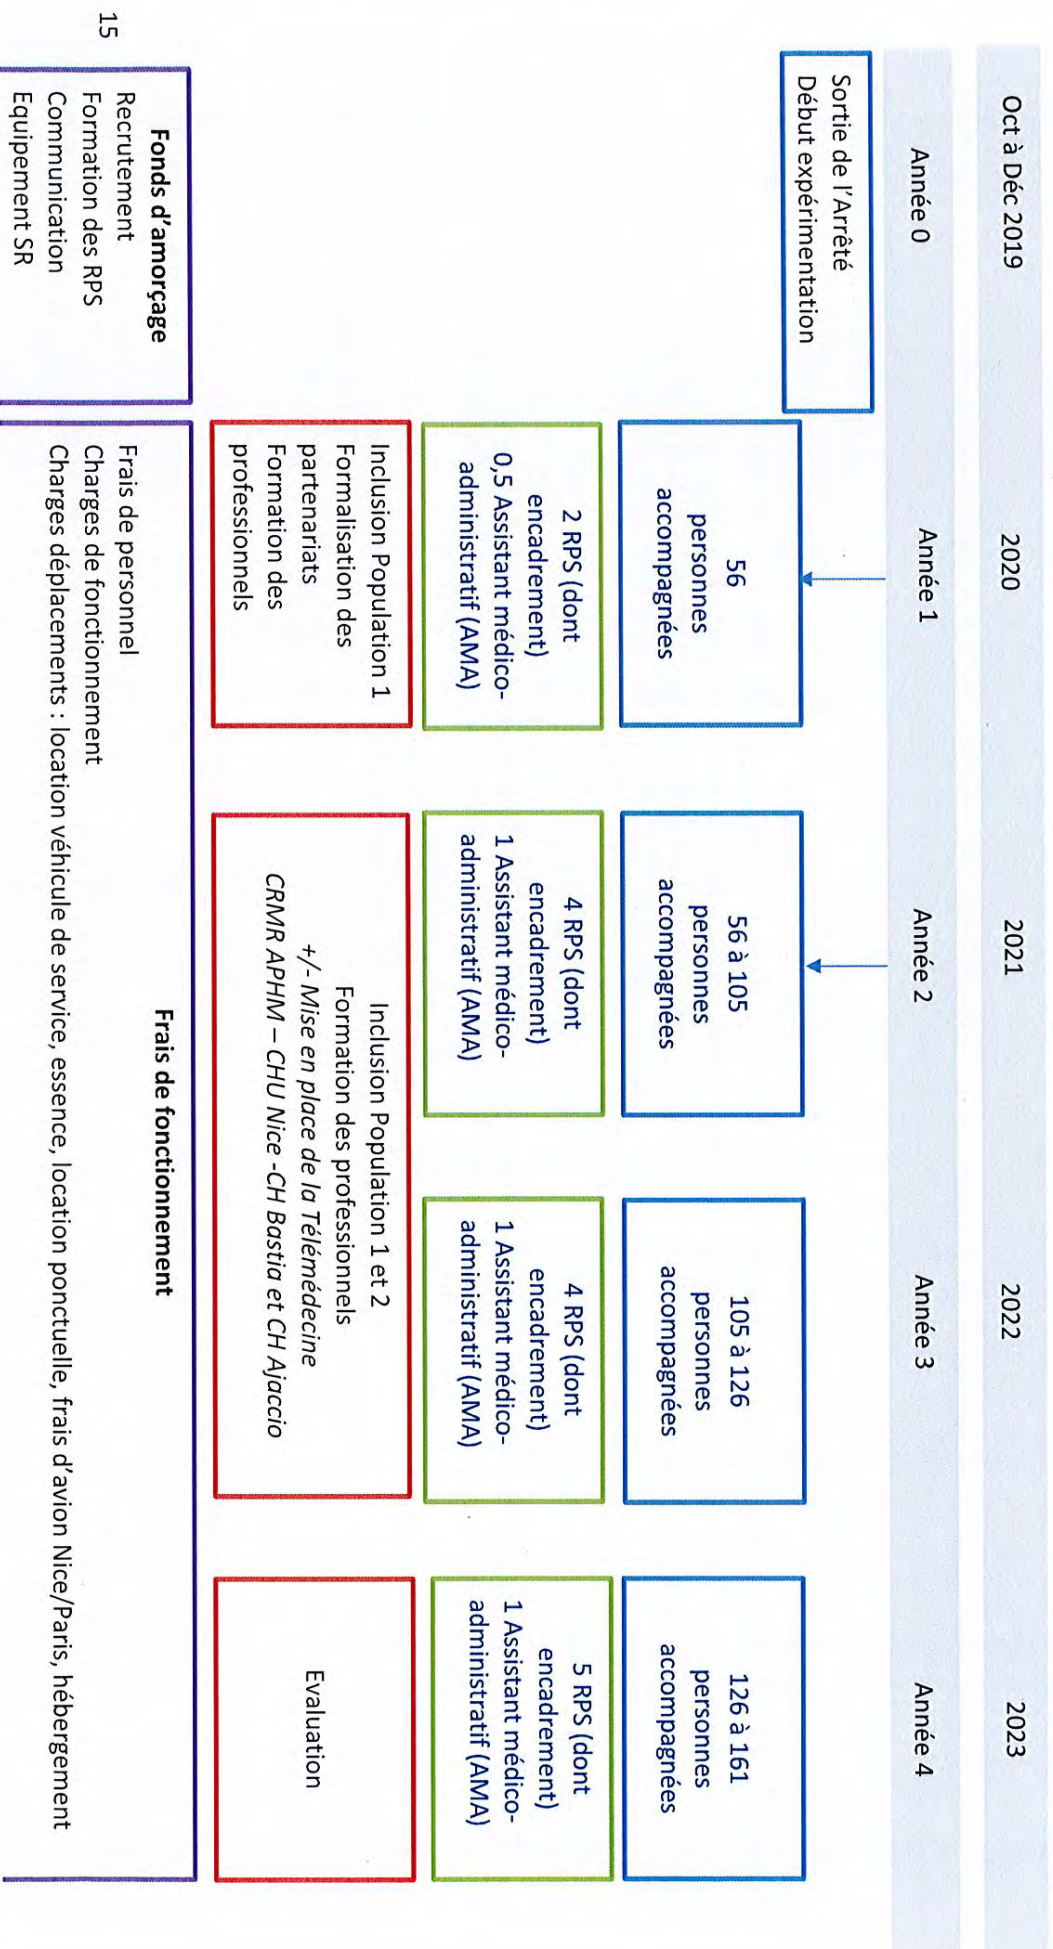 Oct à Déc 2019
2020
2021
2022
2023
Année 0
Année 1
Année 2
Année 3
Année 4
Sortie de l'Arrêté
Début expérimentation
56
personnes
accompagnées
56 à 105
personnes
accompagnées
105 à 126
personnes
accompagnées
126 à 161
personnes
accompagnées
2 RPS (dont
encadrement)
0,5 Assistant médico-
administratif (AMA)
4 RPS (dont
encadrement)
1 Assistant médico-
administratif (AMA)
4 RPS (dont
encadrement)
1 Assistant médico-
administratif (AMA)
5 RPS (dont
encadrement)
1 Assistant médico-
administratif (AMA)
Inclusion Population 1
Formalisation des
partenariats
Formation des
professionnels
Inclusion Population 1 et 2
Formation des professionnels
+/- Mise en place de la Télémédecine
CRMR APHM – CHU Nice -CH Bastia et CH Ajaccio
Evaluation
Fonds d'amorçage
Recrutement
Formation des RPS
Communication
Equipement SR
Frais de fonctionnement
Frais de personnel
Charges de fonctionnement
Charges déplacements : location véhicule de service, essence, location ponctuelle, frais d'avion Nice/Paris, hébergement
15